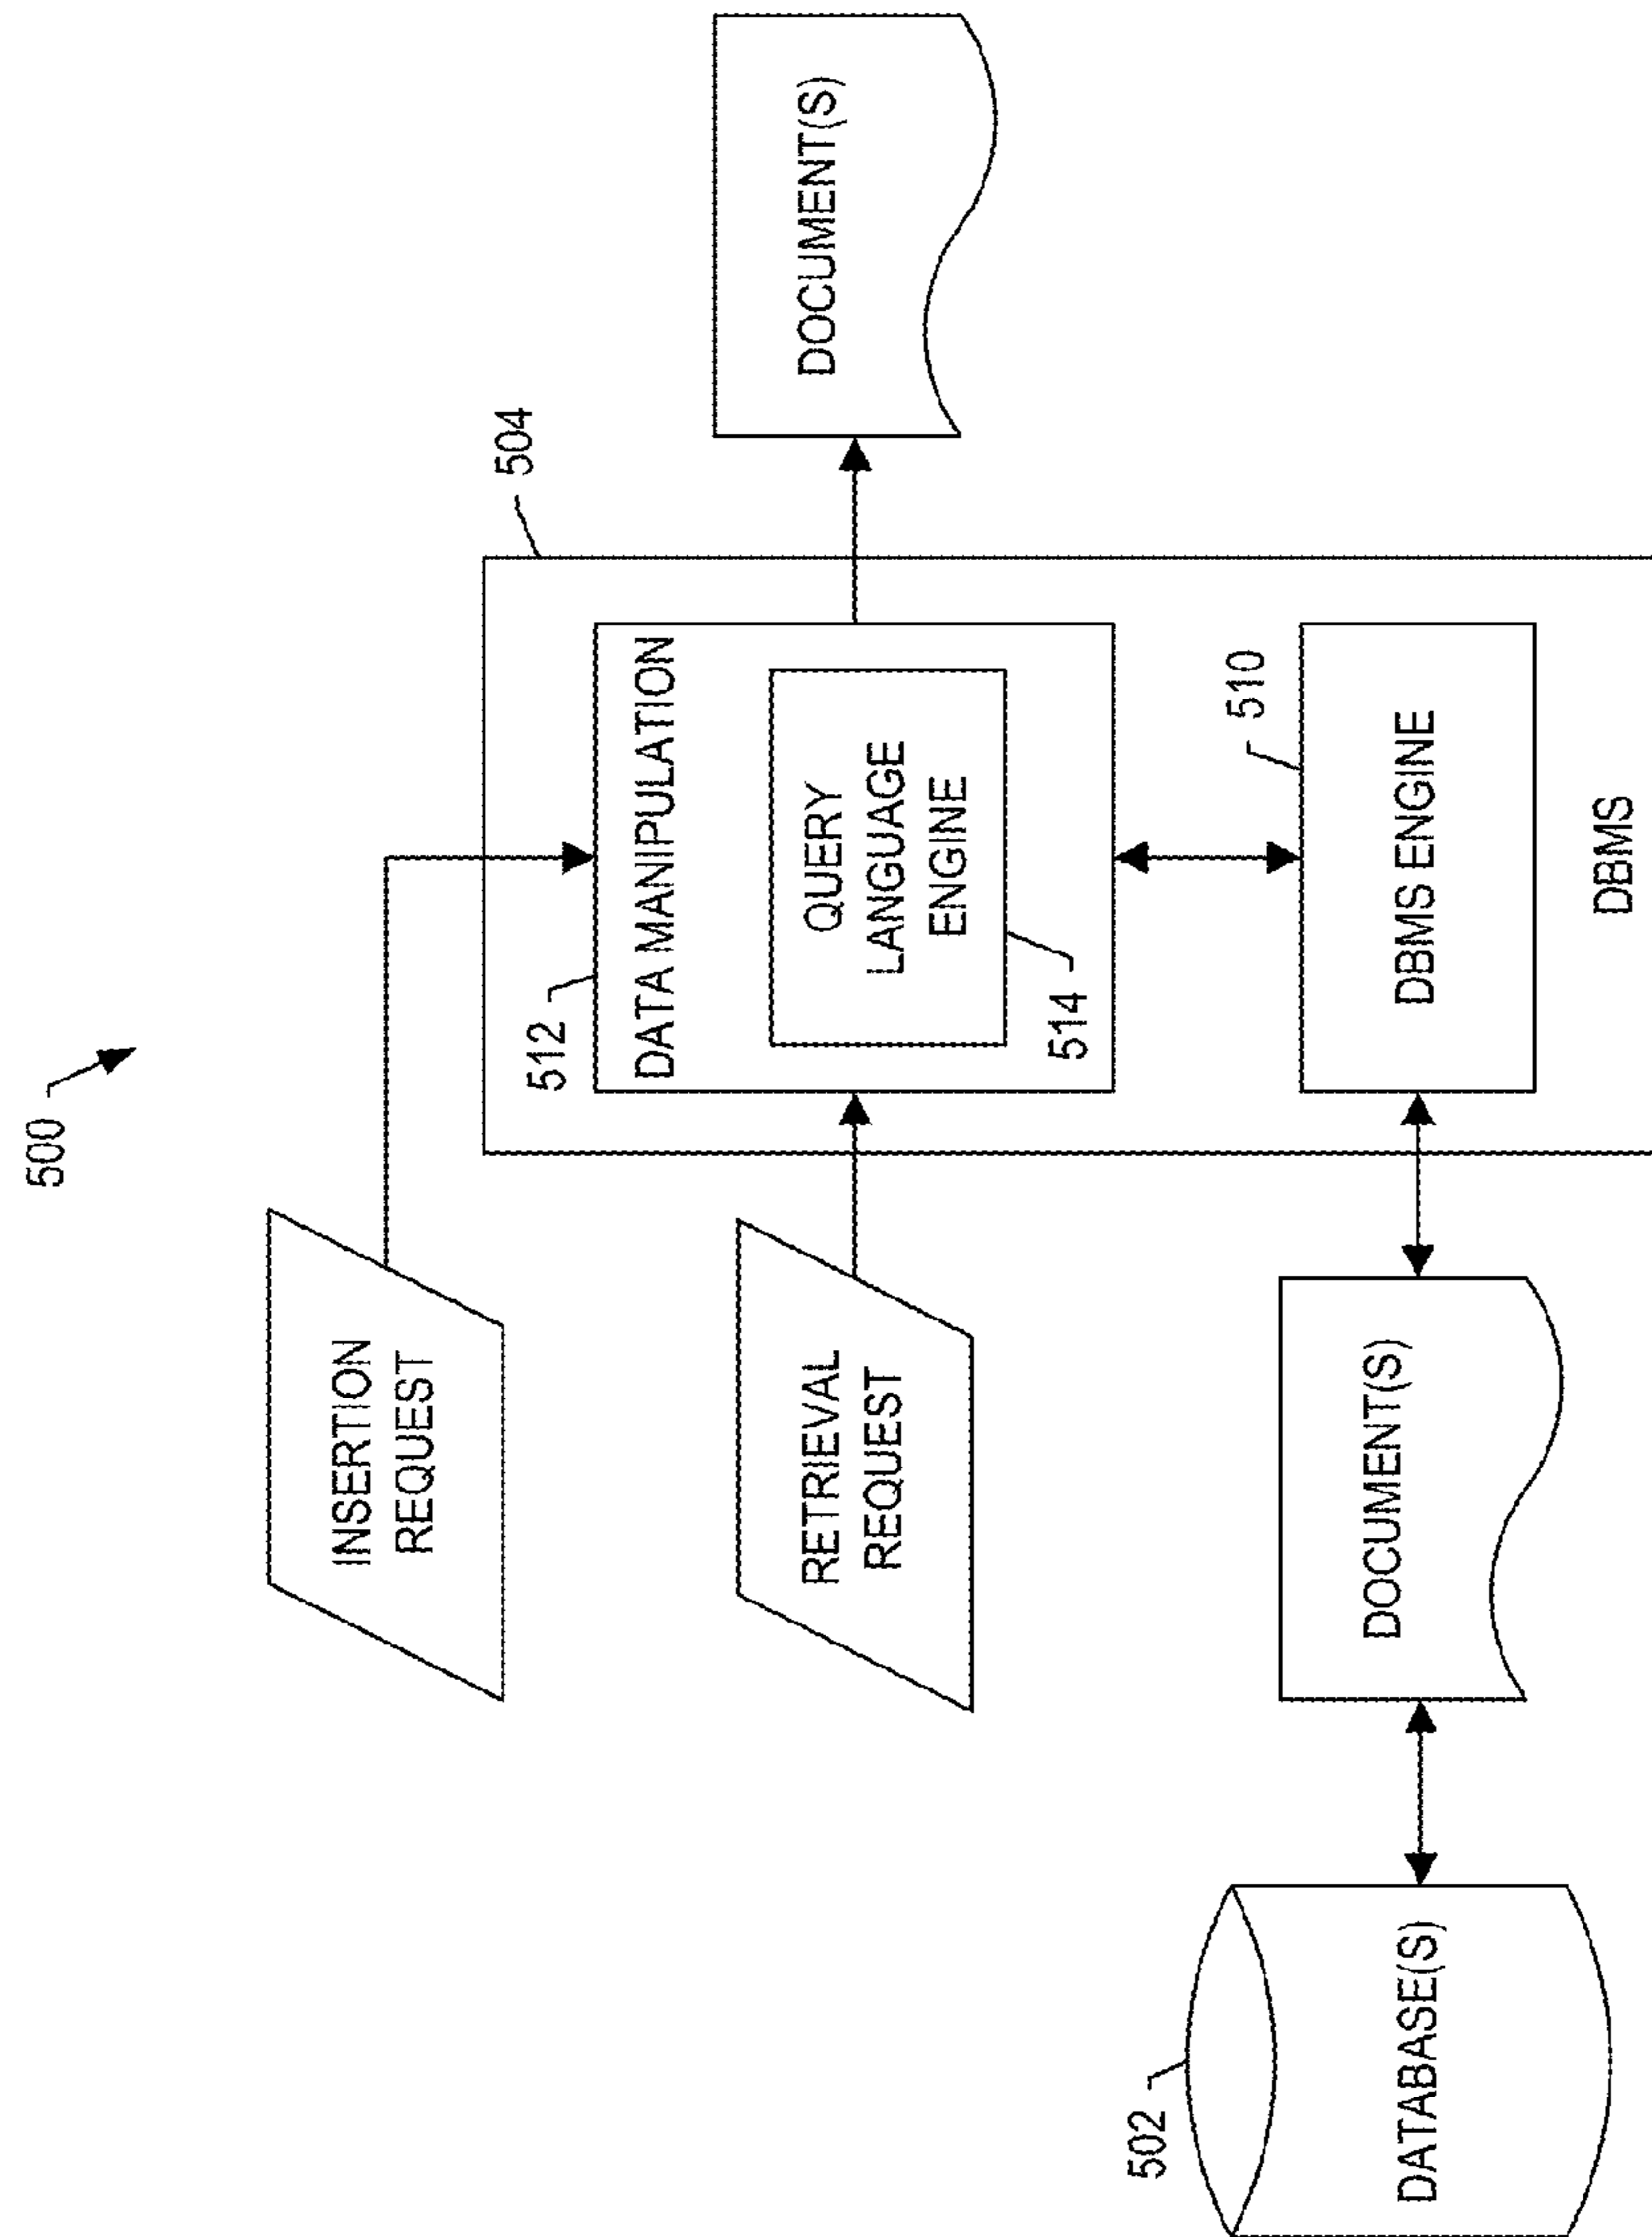 500
INSERTION
REQUEST
504
512
DATA MANIPULATION
RETRIEVAL
REQUEST
QUERY
LANGUAGE
ENGINE
DOCUMENT(S)
514
510
502
DATABASE(S)
DOCUMENT(S)
DBMS ENGINE
DBMS